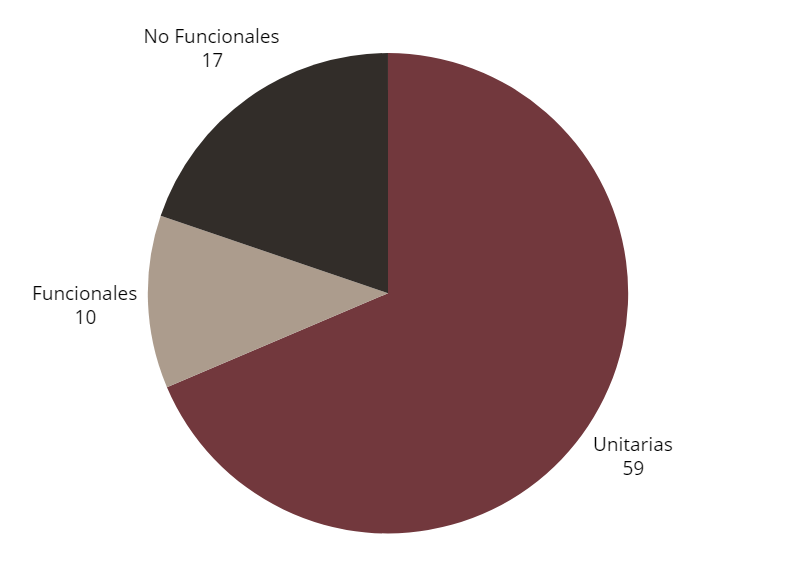 No Funcionales
17
Funcionales
10
Unitarias
59